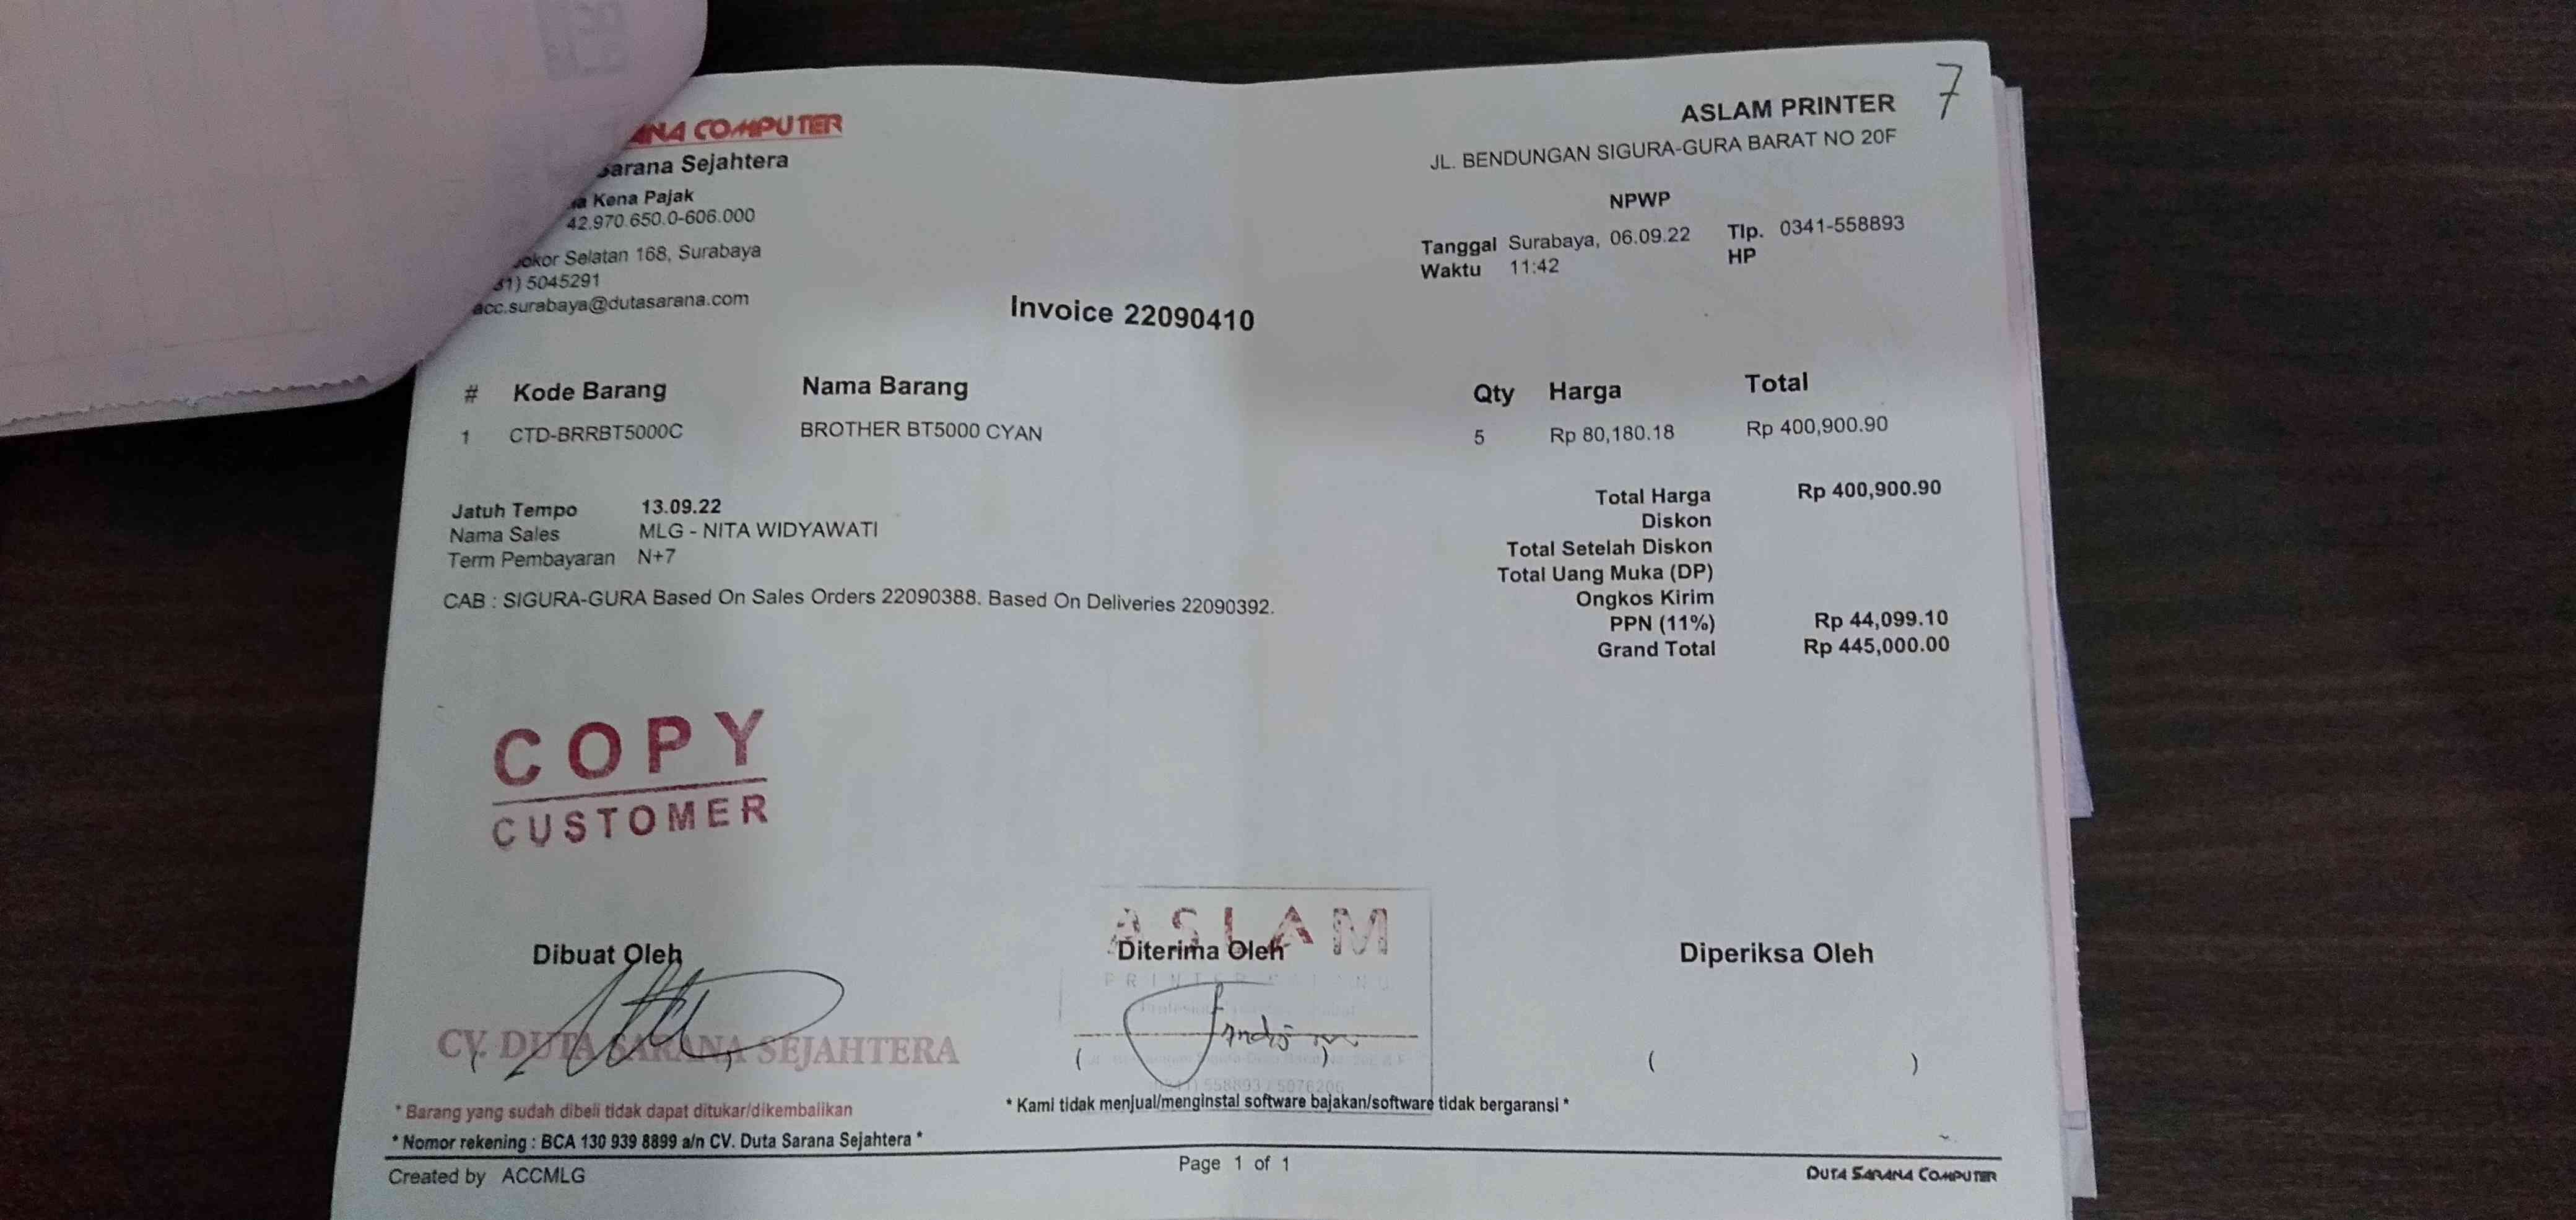 COMPUTER
Sarana Sejahtera
Kena Pajak
42.970.650.0-606.000
Selatan 168, Surabaya
5045291
acc.surabaya@dutasarana.com
ASLAM PRINTER
7
JL. BENDUNGAN SIGURA-GURA BARAT NO 20F
NPWP
Tanggal Surabaya, 06.09.22 Tlp. 0341-558893
Waktu 11:42 HP
Invoice 22090410
# Kode Barang Nama Barang Qty Harga Total
1 CTD-BRRBT5000C BROTHER BT5000 CYAN 5 Rp 80,180.18 Rp 400,900.90
Jatuh Tempo 13.09.22
Nama Sales MLG - NITA WIDYAWATI
Term Pembayaran N+7
CAB : SIGURA-GURA Based On Sales Orders 22090388. Based On Deliveries 22090392.
Total Harga Rp 400,900.90
Diskon
Total Setelah Diskon
Total Uang Muka (DP)
Ongkos Kirim
PPN (11%) Rp 44,099.10
Grand Total Rp 445,000.00
COPY
CUSTOMER
Dibuat Oleh
CV. DUTA SARANA SEJAHTERA
ASLAM
Diterima Oleh
PRINTER
( )
558893 / 5076206
Diperiksa Oleh
( )
* Barang yang sudah dibeli tidak dapat ditukar/dikembalikan
* Kami tidak menjual/menginstal software bajakan/software tidak bergaransi *
* Nomor rekening : BCA 130 939 8899 a/n CV. Duta Sarana Sejahtera *
Created by ACCMLG
Page 1 of 1
DUTA SARANA COMPUTER